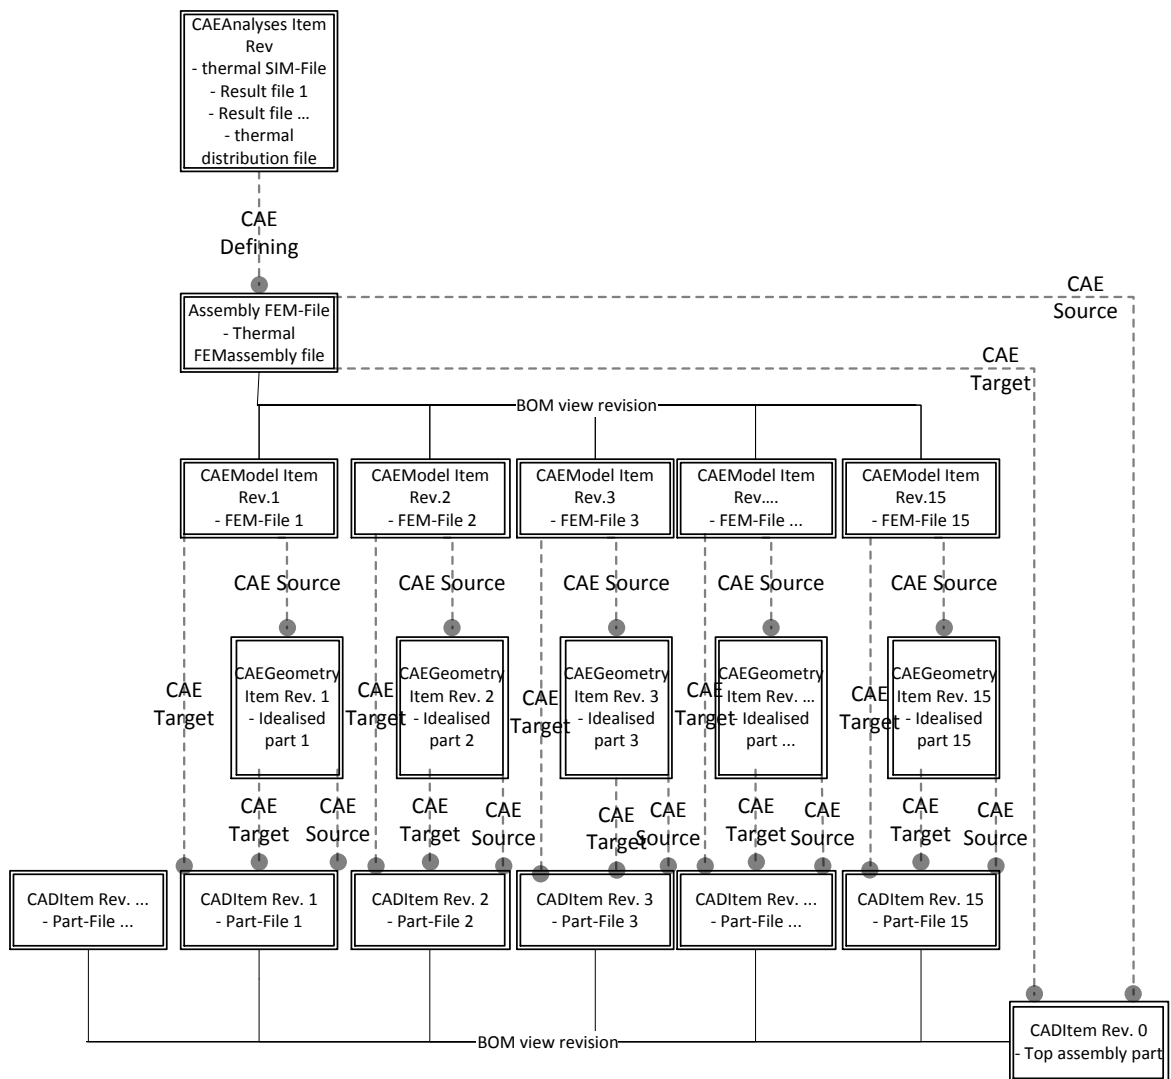 CAEAnalyses Item
Rev
- thermal SIM-File
- Result file 1
- Result file …
- thermal
distribution file
CAE
Defining
Assembly FEM-File
- Thermal
FEMassembly file
CAE
Source
CAE
Target
BOM view revision
CAEModel Item
Rev.1
- FEM-File 1
CAEModel Item
Rev.2
- FEM-File 2
CAEModel Item
Rev.3
- FEM-File 3
CAEModel Item
Rev....
- FEM-File ...
CAEModel Item
Rev.15
- FEM-File 15
CAE Source
CAE Source
CAE Source
CAE Source
CAE Source
CAE
Target
CAEGeometry
Item Rev. 1
- Idealised
part 1
CAE
Target
CAEGeometry
Item Rev. 2
- Idealised
part 2
CAE
Target
CAEGeometry
Item Rev. 3
- Idealised
part 3
CAE
Target
CAEGeometry
Item Rev. ...
- Idealised
part ...
CAE
Target
CAEGeometry
Item Rev. 15
- Idealised
part 15
CAE
Target
CAE
Source
CAE
Target
CAE
Source
CAE
Target
CAE
Source
CAE
Target
CAE
Source
CAE
Target
CAE
Source
CADItem Rev. ...
- Part-File ...
CADItem Rev. 1
- Part-File 1
CADItem Rev. 2
- Part-File 2
CADItem Rev. 3
- Part-File 3
CADItem Rev. ...
- Part-File ...
CADItem Rev. 15
- Part-File 15
BOM view revision
CADItem Rev. 0
- Top assembly part